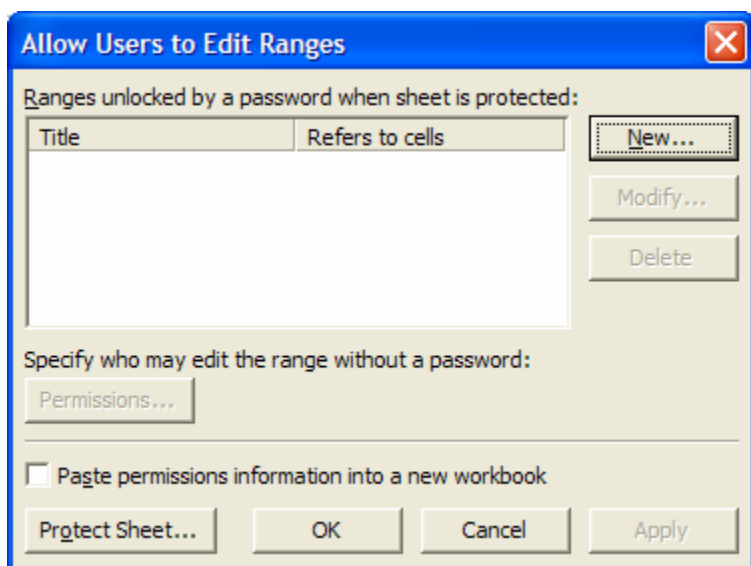 Allow Users to Edit Ranges
Ranges unlocked by a password when sheet is protected:
Title Refers to cells
New...
Modify...
Delete
Specify who may edit the range without a password:
Permissions...
Paste permissions information into a new workbook
Protect Sheet... OK Cancel Apply